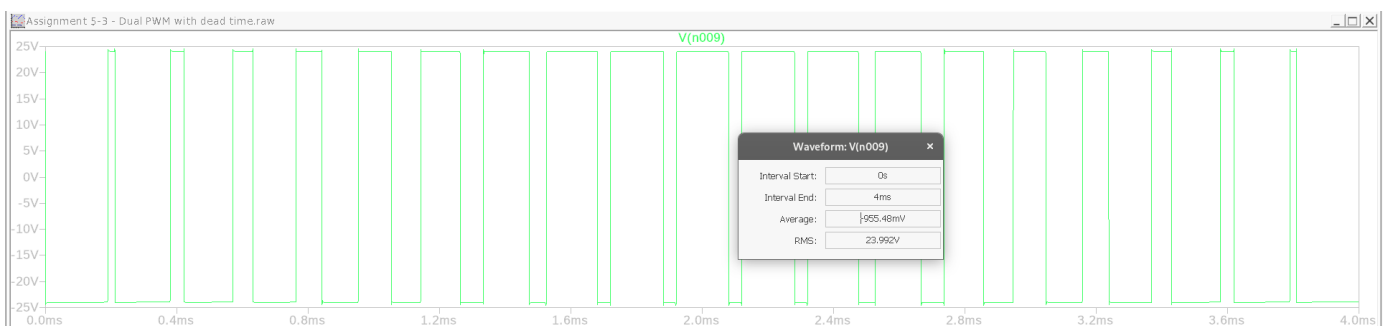 Assignment 5-3 - Dual PWM with dead time.raw
V(n009)
25V
20V
15V
10V
5V
0V
-5V
-10V
-15V
-20V
-25V
Waveform: V(n009)
Interval Start: 0s
Interval End: 4ms
Average: -955.48mV
RMS: 23.992V
0.0ms 0.4ms 0.8ms 1.2ms 1.6ms 2.0ms 2.4ms 2.8ms 3.2ms 3.6ms 4.0ms